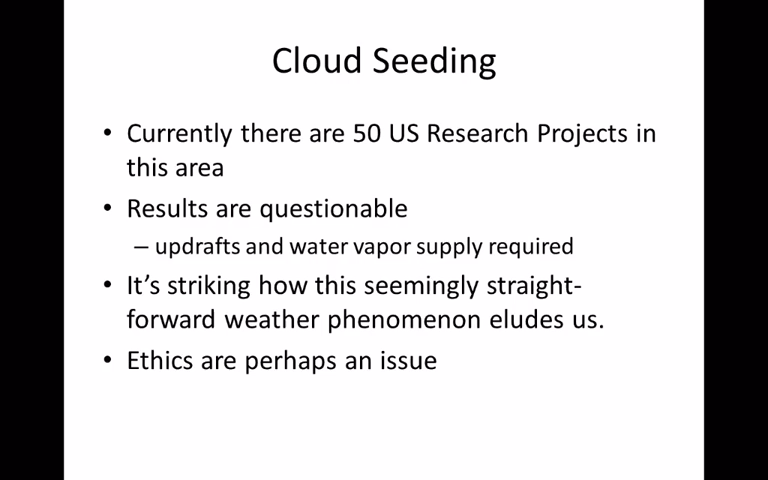 Cloud Seeding
• Currently there are 50 US Research Projects in
this area
• Results are questionable
– updrafts and water vapor supply required
• It's striking how this seemingly straight-
forward weather phenomenon eludes us.
• Ethics are perhaps an issue